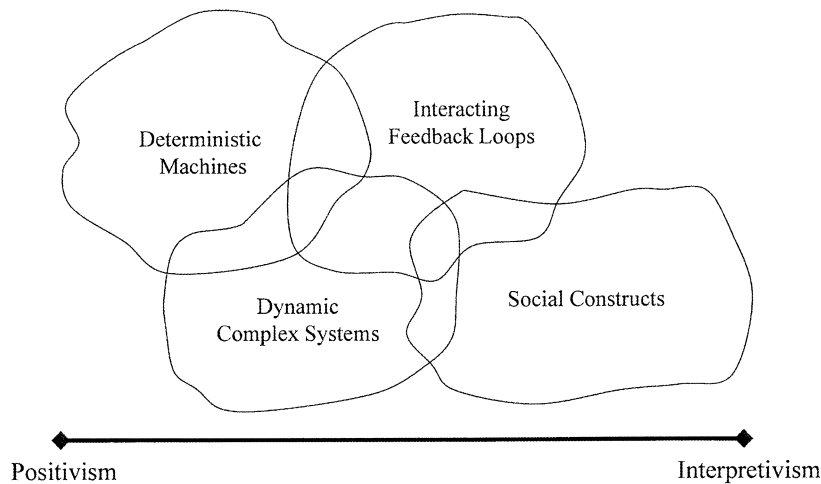 Interacting
Feedback Loops
Deterministic
Machines
Dynamic
Complex Systems
Social Constructs
Positivism
Interpretivism